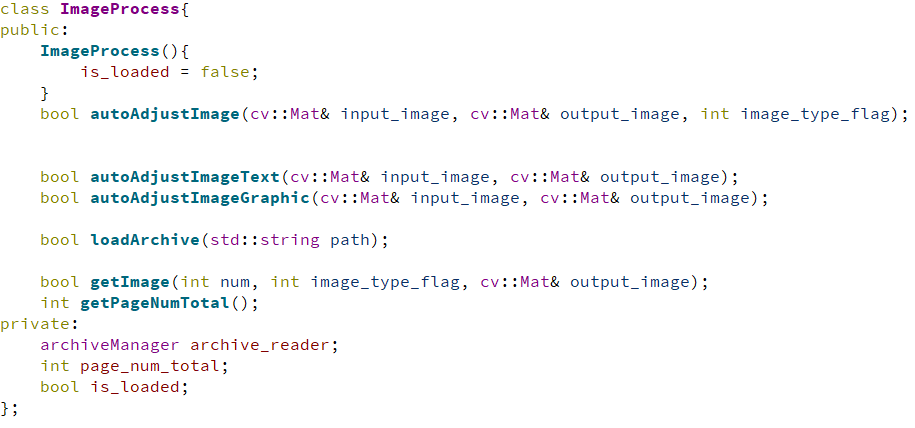 class ImageProcess{
public:
    ImageProcess(){
        is_loaded = false;
    }
    bool autoAdjustImage(cv::Mat& input_image, cv::Mat& output_image, int image_type_flag);
    bool autoAdjustImageText(cv::Mat& input_image, cv::Mat& output_image);
    bool autoAdjustImageGraphic(cv::Mat& input_image, cv::Mat& output_image);
    bool loadArchive(std::string path);
    bool getImage(int num, int image_type_flag, cv::Mat& output_image);
    int getPageNumTotal();
private:
    archiveManager archive_reader;
    int page_num_total;
    bool is_loaded;
};